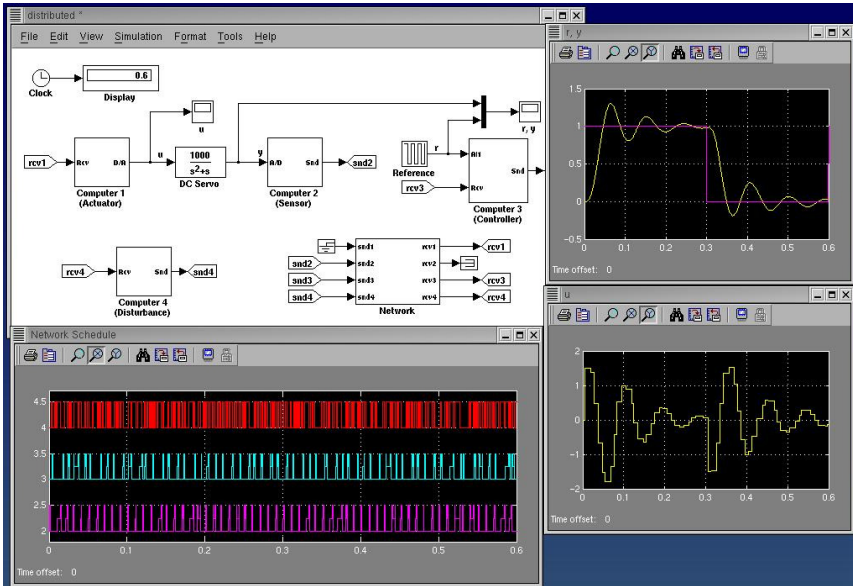 distributed *
File Edit View Simulation Format Tools Help
Clock
0.6
Display
u
r, y
rcv1
Rcv D/A
Computer 1
(Actuator)
u
1000
s²+s
DC Servo
y
A/D Snd
Computer 2
(Sensor)
snd2
Reference
r
rcv3
A/1
Rcv
Snd
Computer 3
(Controller)
rcv4
Rcv Snd
Computer 4
(Disturbance)
snd4
snd2
snd3
snd4
snd1 rcv1
snd2 rcv2
snd3 rcv3
snd4 rcv4
Network
rcv1
rcv3
rcv4
r, y
1.5
1
0.5
0
−0.5
0 0.1 0.2 0.3 0.4 0.5 0.6
Time offset: 0
Network Schedule
4.5
4
3.5
3
2.5
2
0 0.1 0.2 0.3 0.4 0.5 0.6
Time offset: 0
u
2
1
0
−1
−2
0 0.1 0.2 0.3 0.4 0.5 0.6
Time offset: 0